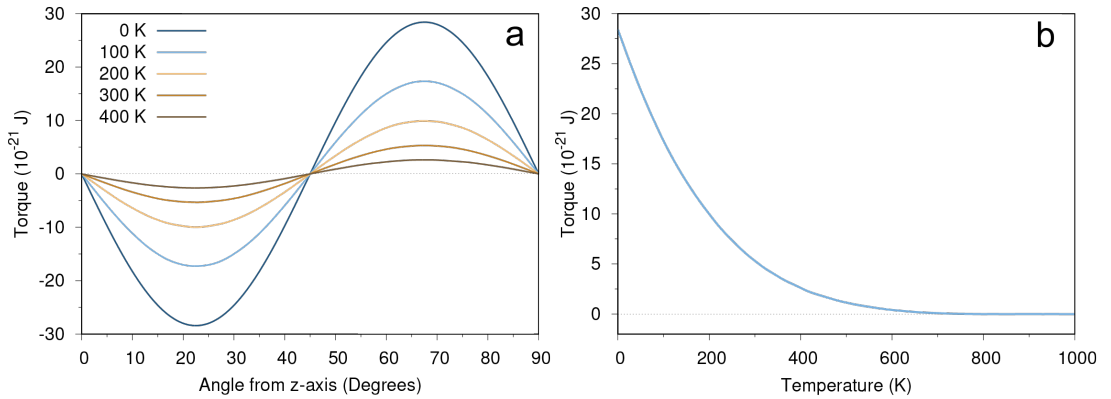 a
0 K
100 K
200 K
300 K
400 K
30
20
10
0
-10
-20
-30
Torque (10^-21 J)
0 10 20 30 40 50 60 70 80 90
Angle from z-axis (Degrees)
b
30
25
20
15
10
5
0
Torque (10^-21 J)
0 200 400 600 800 1000
Temperature (K)